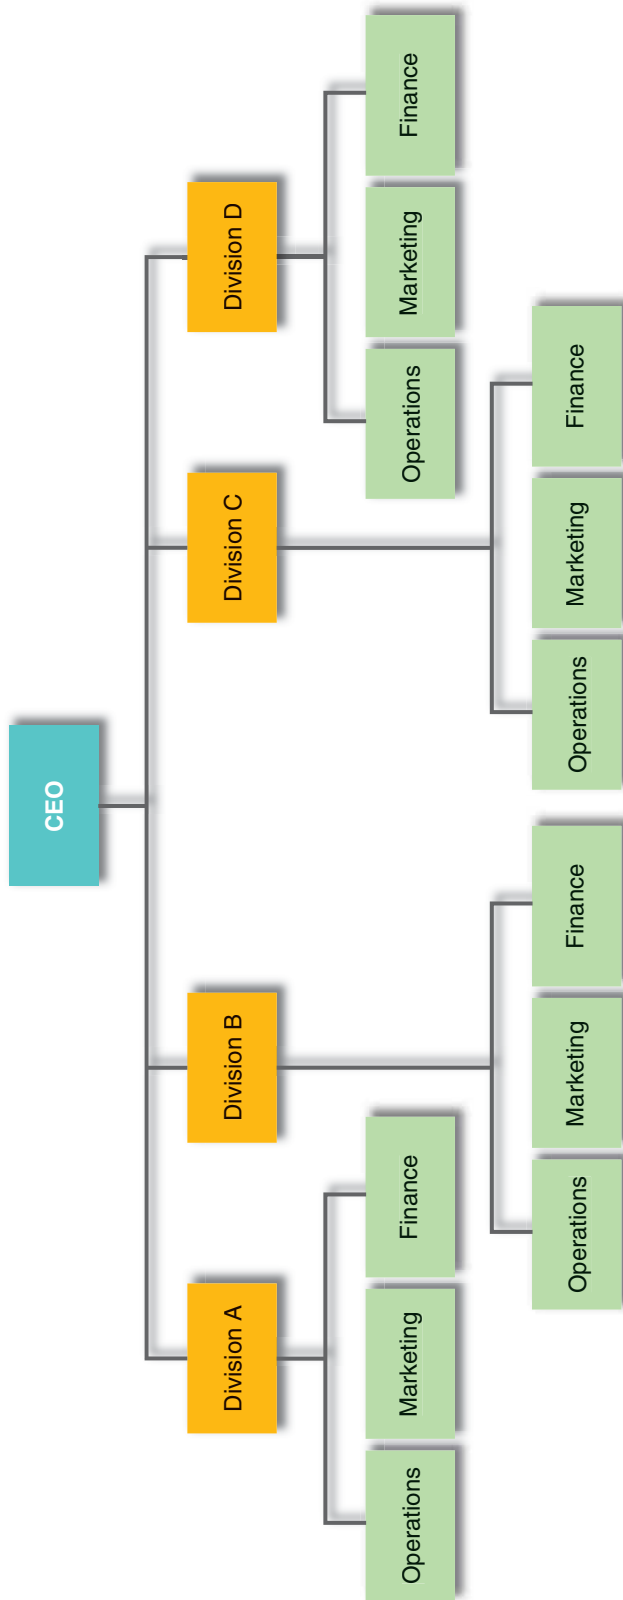 CEO
Division A
Division B
Division C
Division D
Operations
Marketing
Finance
Operations
Marketing
Finance
Operations
Marketing
Finance
Operations
Marketing
Finance